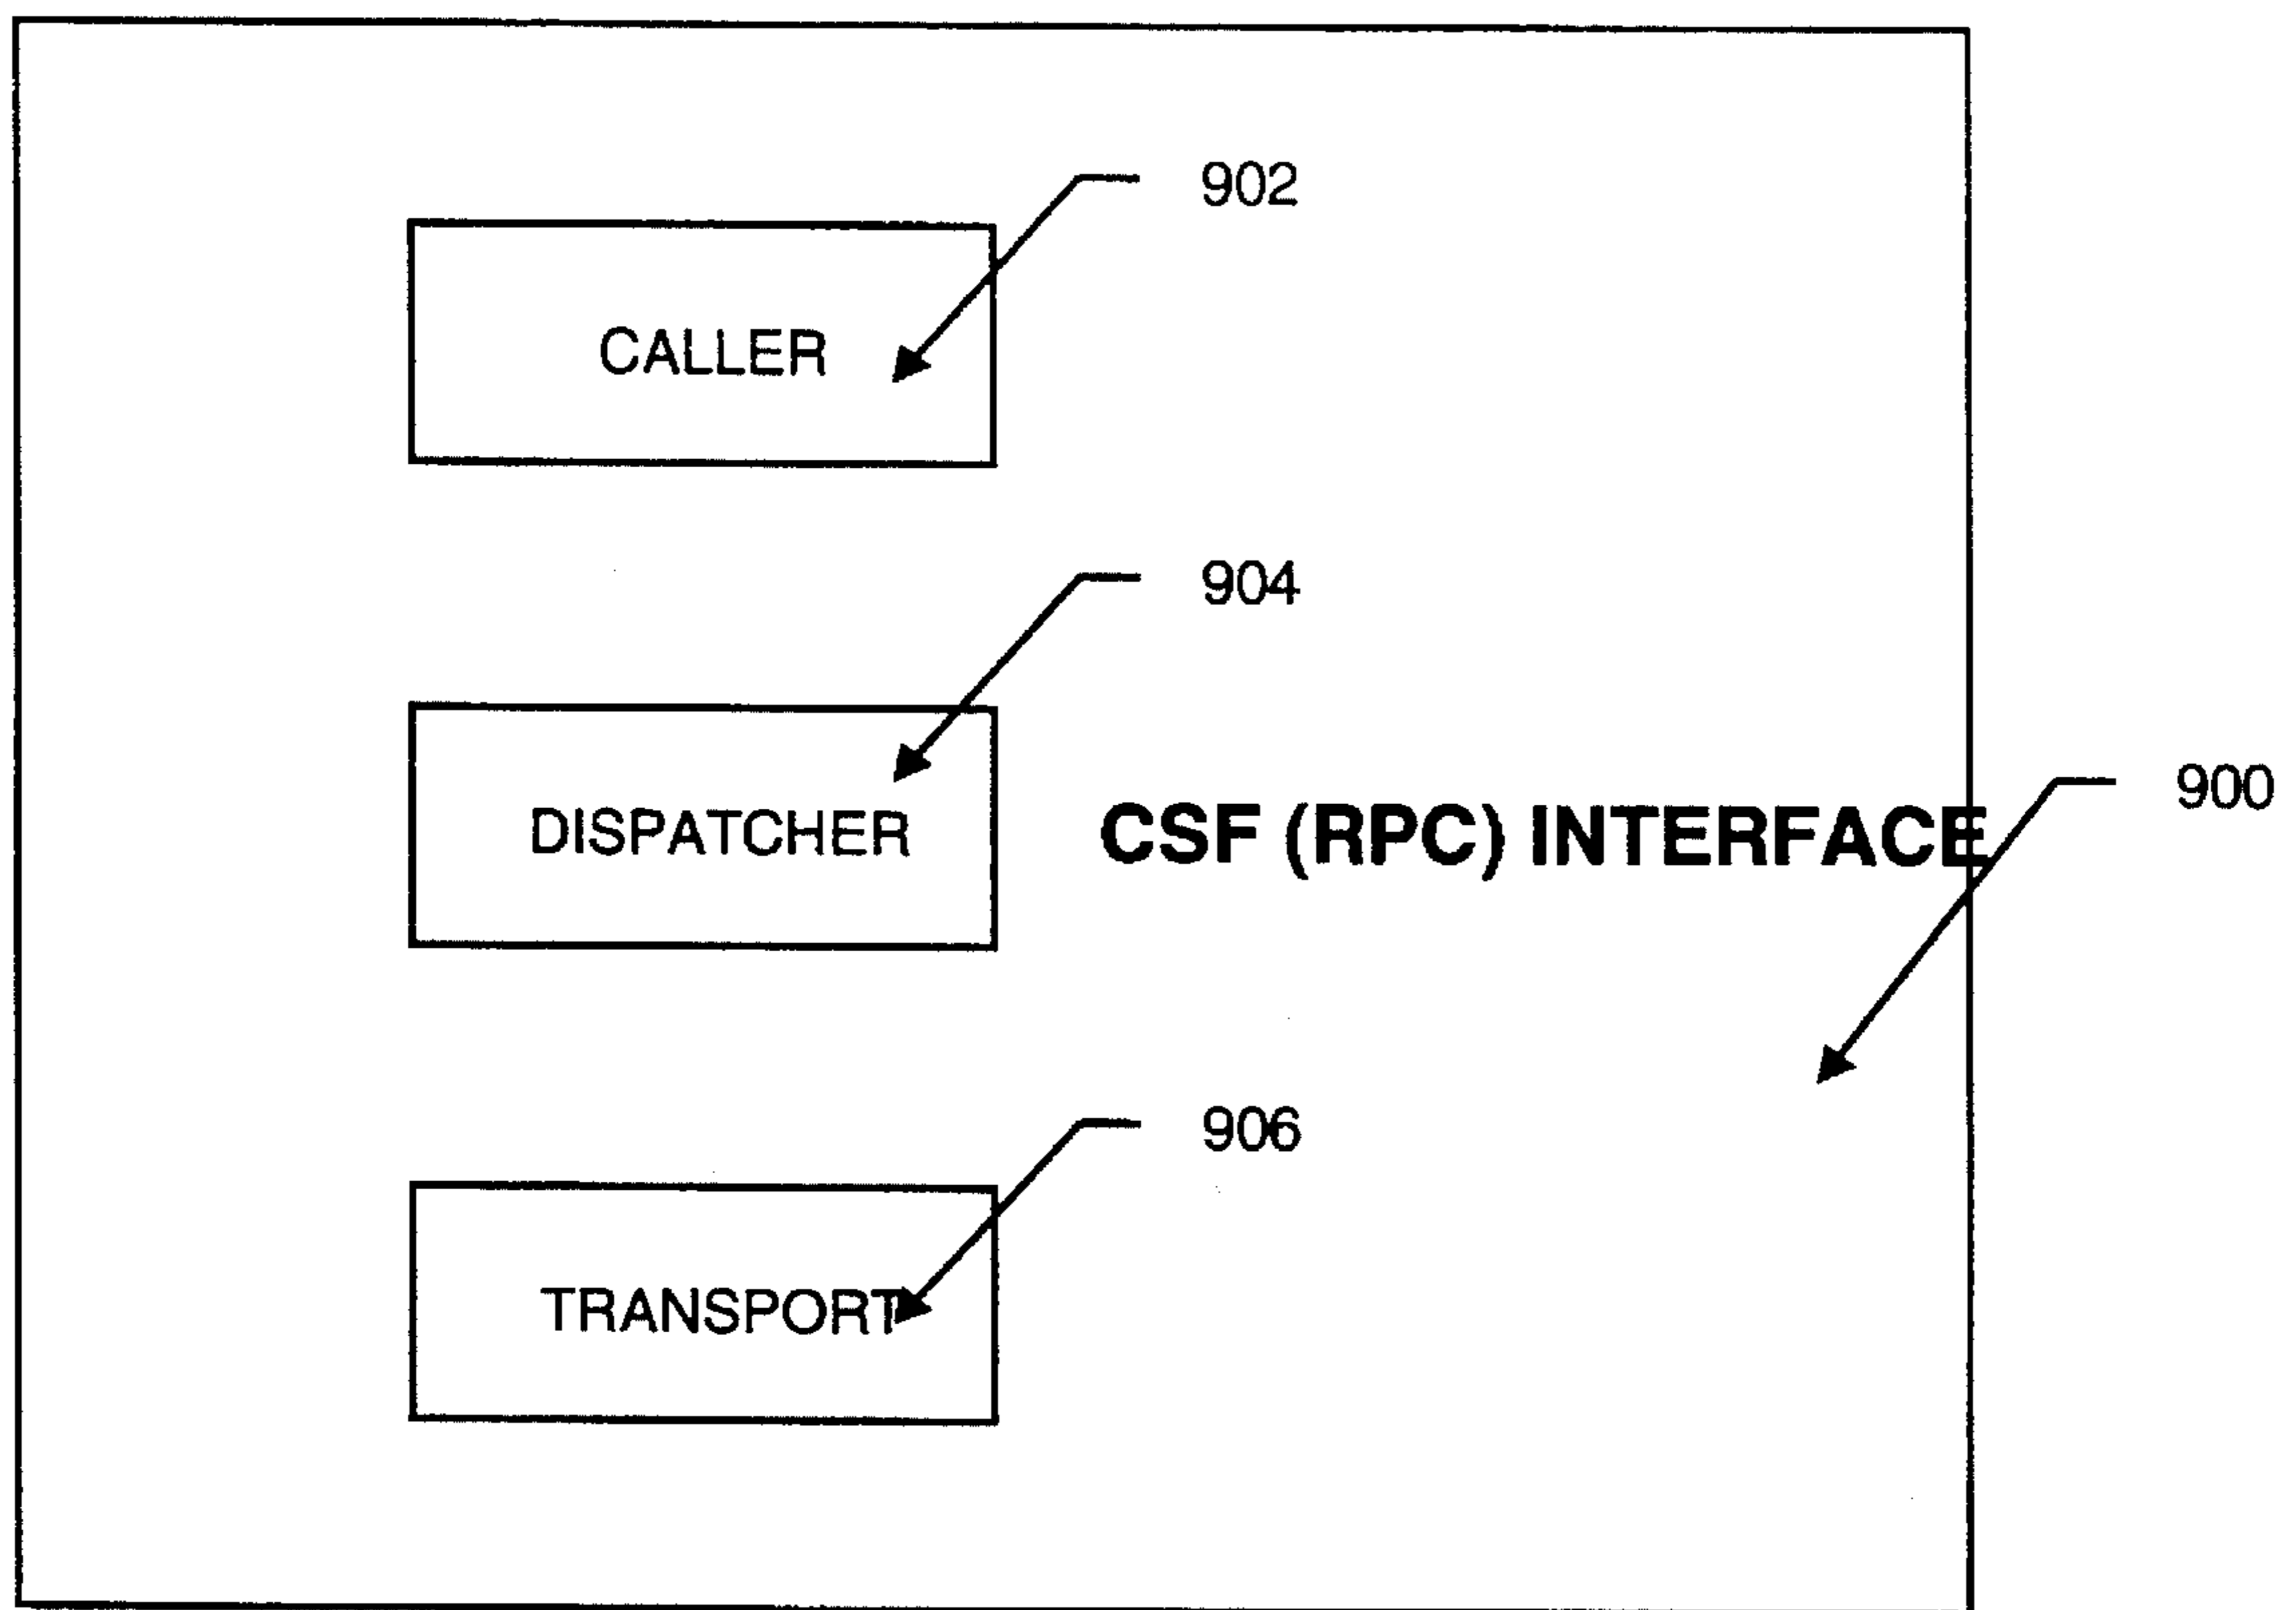 902
CALLER
904
DISPATCHER
CSF (RPC) INTERFACE
900
906
TRANSPORT